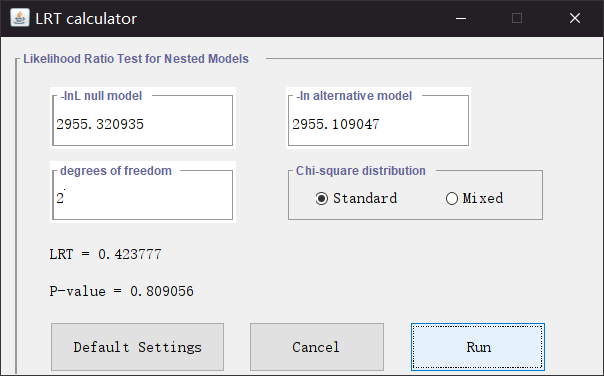 LRT calculator
Likelihood Ratio Test for Nested Models
-lnL null model
-ln alternative model
2955.320935
2955.109047
degrees of freedom
Chi-square distribution
2
Standard
Mixed
LRT = 0.423777
P-value = 0.809056
Default Settings
Cancel
Run